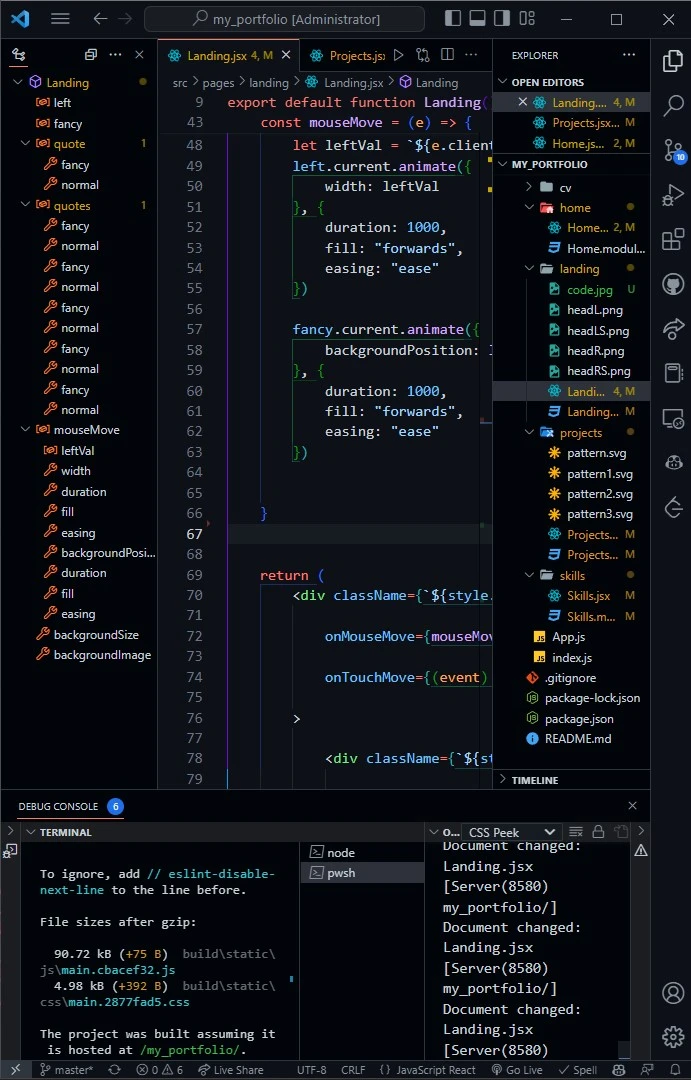 my_portfolio [Administrator]
Landing
left
fancy
quote 1
fancy
normal
quotes 1
fancy
normal
fancy
normal
fancy
normal
fancy
normal
fancy
normal
mouseMove
leftVal
width
duration
fill
easing
backgroundPosi...
duration
fill
easing
backgroundSize
backgroundImage
Landing.jsx 4, M
Projects.jsx
src > pages > landing > Landing.jsx > Landing
9 export default function Landing(
43 const mouseMove = (e) => {
48 let leftVal = `${e.client
49 left.current.animate({
50 width: leftVal
51 }, {
52 duration: 1000,
53 fill: "forwards",
54 easing: "ease"
55 })
56
57 fancy.current.animate({
58 backgroundPosition:
59 }, {
60 duration: 1000,
61 fill: "forwards",
62 easing: "ease"
63 })
64
65
66 }
67
68
69 return (
70 <div className={`${style.
71
72 onMouseMove={mouseMov
73
74 onTouchMove={(event)
75
76 >
77
78 <div className={`${st
79
EXPLORER
OPEN EDITORS
Landing.... 4, M
Projects.jsx... M
Home.js... 2, M
MY_PORTFOLIO
cv
home
Home... 2, M
Home.modul...
landing
code.jpg U
headL.png
headLS.png
headR.png
headRS.png
Landi... 4, M
Landing... M
projects
pattern.svg
pattern1.svg
pattern2.svg
pattern3.svg
Projects... M
Projects... M
skills
Skills.jsx M
Skills.m... M
App.js
index.js
.gitignore
package-lock.json
package.json
README.md
TIMELINE
10
DEBUG CONSOLE 6
TERMINAL
To ignore, add // eslint-disable-
next-line to the line before.
File sizes after gzip:
90.72 kB (+75 B) build\static\
js\main.cbacef32.js
4.98 kB (+392 B) build\static\
css\main.2877fad5.css
The project was built assuming it
is hosted at /my_portfolio/.
node
pwsh
O... CSS Peek
Document changed:
Landing.jsx
[Server(8580)
my_portfolio/]
Document changed:
Landing.jsx
[Server(8580)
my_portfolio/]
Document changed:
Landing.jsx
[Server(8580)
master* 0 6 Live Share UTF-8 CRLF {} JavaScript React Go Live Spell